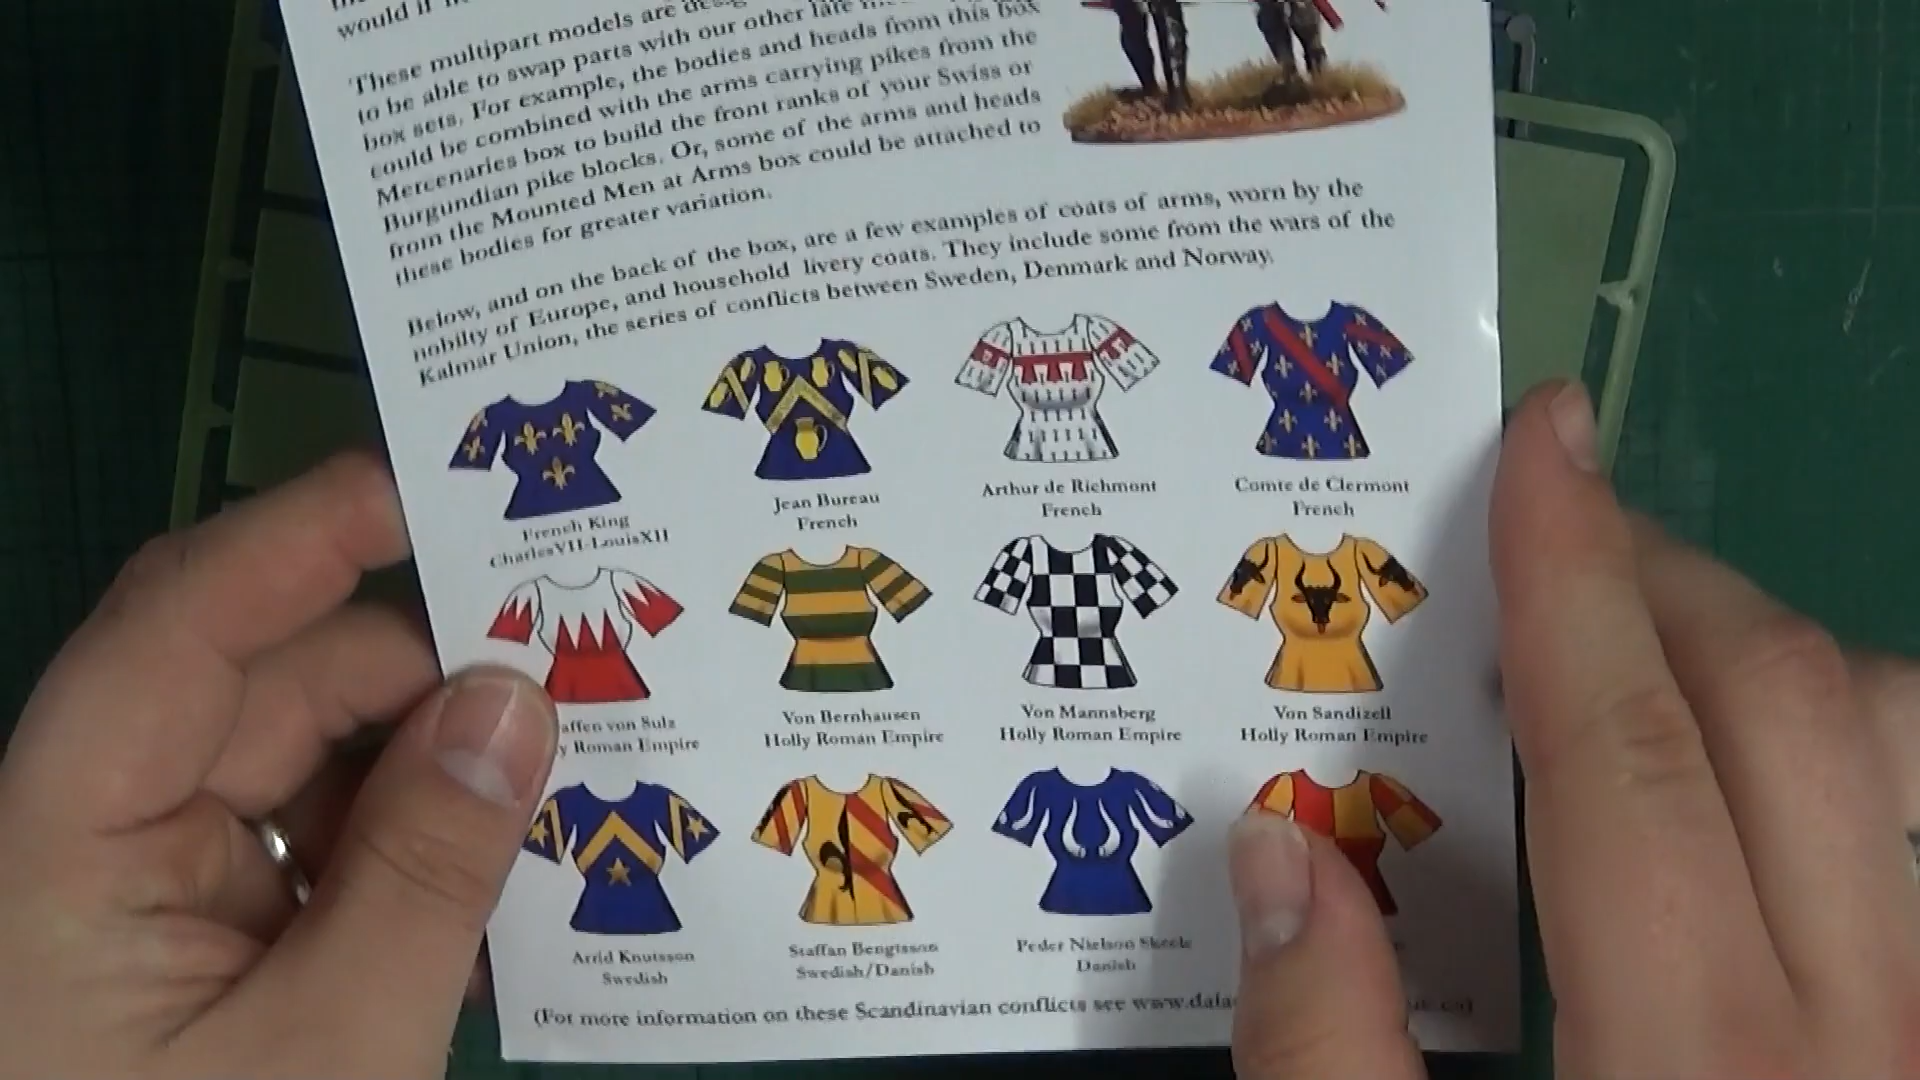 would if
These multipart models are
to be able to swap parts with our other late
box sets. For example, the bodies and heads from this box
could be combined with the arms carrying pikes from the
Mercenaries box to build the front ranks of your Swiss or
Burgundian pike blocks. Or, some of the arms and heads
from the Mounted Men at Arms box could be attached to
these bodies for greater variation.
Below, and on the back of the box, are a few examples of coats of arms, worn by the
nobilty of Europe, and household livery coats. They include some from the wars of the
Kalmar Union, the series of conflicts between Sweden, Denmark and Norway.
French King
CharlesVII-LouisXII
Jean Bureau
French
Arthur de Richmont
French
Comte de Clermont
French
von Sulz
Roman Empire
Von Bernhausen
Holly Roman Empire
Von Mannsberg
Holly Roman Empire
Von Sandizell
Holly Roman Empire
Arrid Knutsson
Swedish
Staffan Bengtsson
Swedish/Danish
Peder Nielson Skeele
Danish
(For more information on these Scandinavian conflicts see